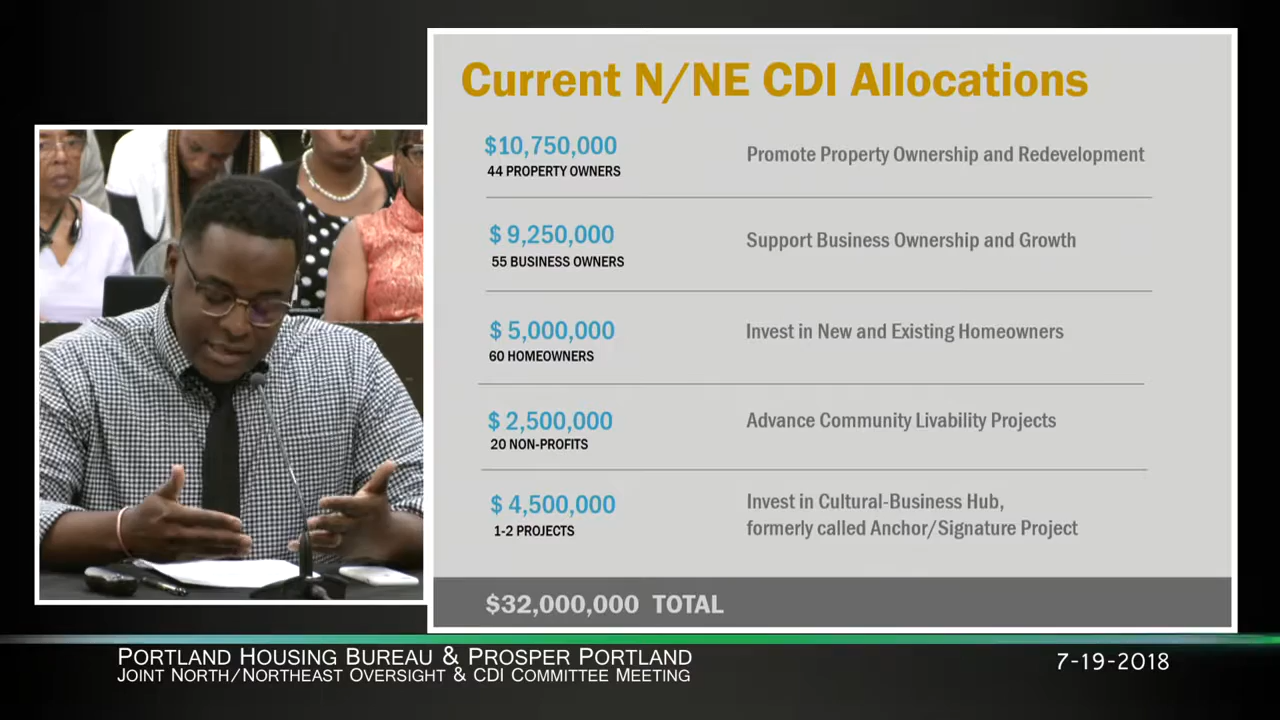 Current N/NE CDI Allocations
$10,750,000
44 PROPERTY OWNERS
Promote Property Ownership and Redevelopment
$ 9,250,000
55 BUSINESS OWNERS
Support Business Ownership and Growth
$ 5,000,000
60 HOMEOWNERS
Invest in New and Existing Homeowners
$ 2,500,000
20 NON-PROFITS
Advance Community Livability Projects
$ 4,500,000
1-2 PROJECTS
Invest in Cultural-Business Hub,
formerly called Anchor/Signature Project
$32,000,000 TOTAL
PORTLAND HOUSING BUREAU & PROSPER PORTLAND
JOINT NORTH/NORTHEAST OVERSIGHT & CDI COMMITTEE MEETING
7-19-2018